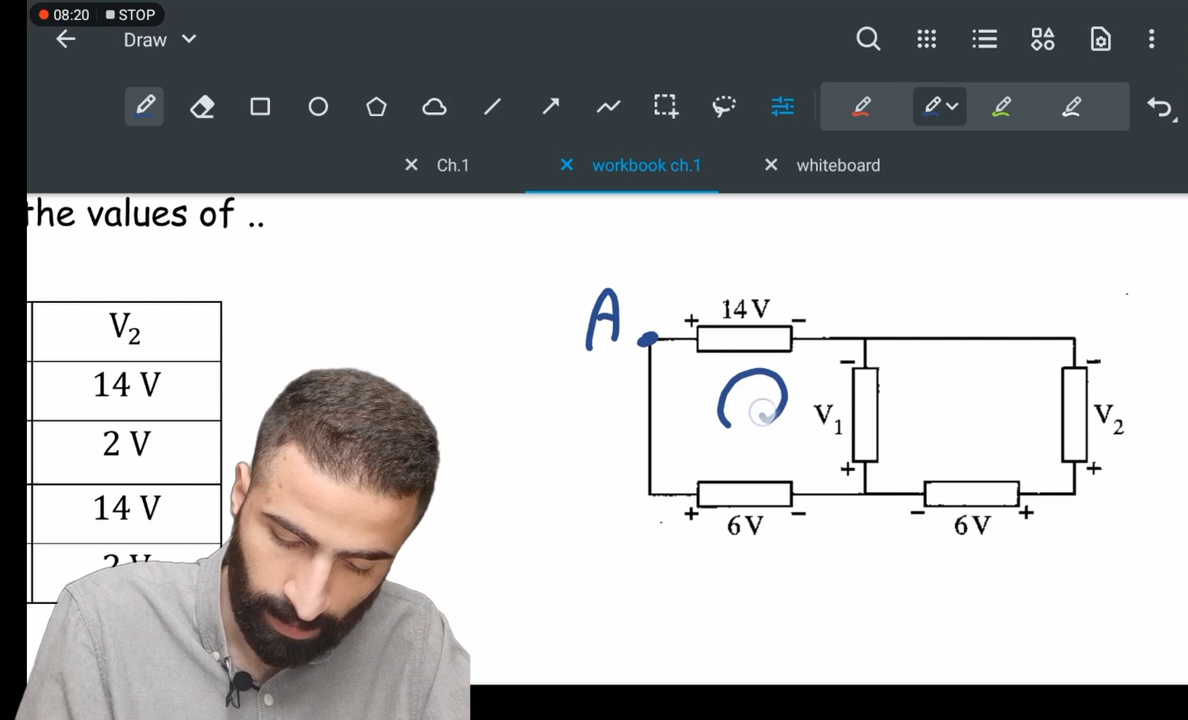 08:20 STOP
Draw
Ch.1 workbook ch.1 whiteboard
the values of ..
V2
14 V
2 V
14 V
2 V
A
+ 14 V -
- -
V1 V2
+ +
+ 6 V - - 6 V +